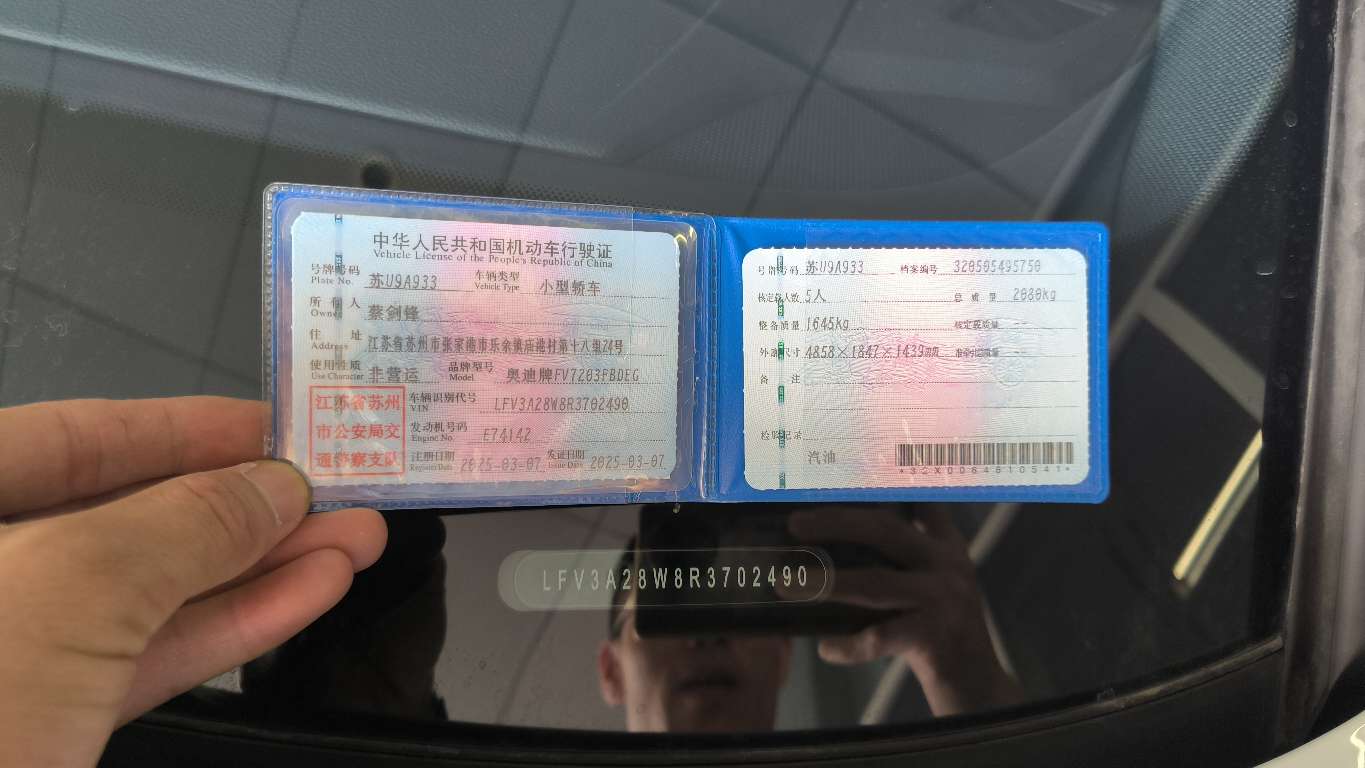 中华人民共和国机动车行驶证
Vehicle License of the People's Republic of China
号牌号码 Plate No. 苏U9A933 车辆类型 Vehicle Type 小型轿车
所有人 Owner 蔡剑锋
住址 Address 江苏省苏州市张家港市乐余镇庙港村第十八组24号
使用性质 Use Character 非营运 品牌型号 Model 奥迪牌FV7203FBDEG
江苏省苏州
市公安局交
通警察支队
车辆识别代号 VIN LFV3A28W8R3702490
发动机号码 Engine No. E74142
注册日期 Register Date 2025-03-07 发证日期 Issue Date 2025-03-07
号牌号码 苏U9A933 档案编号 320505495750
核定载人数 5人 总质量 2080kg
整备质量 1645kg 核定载质量 --
外廓尺寸 4858×1847×1439mm 准牵引总质量 --
备注
检验记录
汽油
LFV3A28W8R3702490